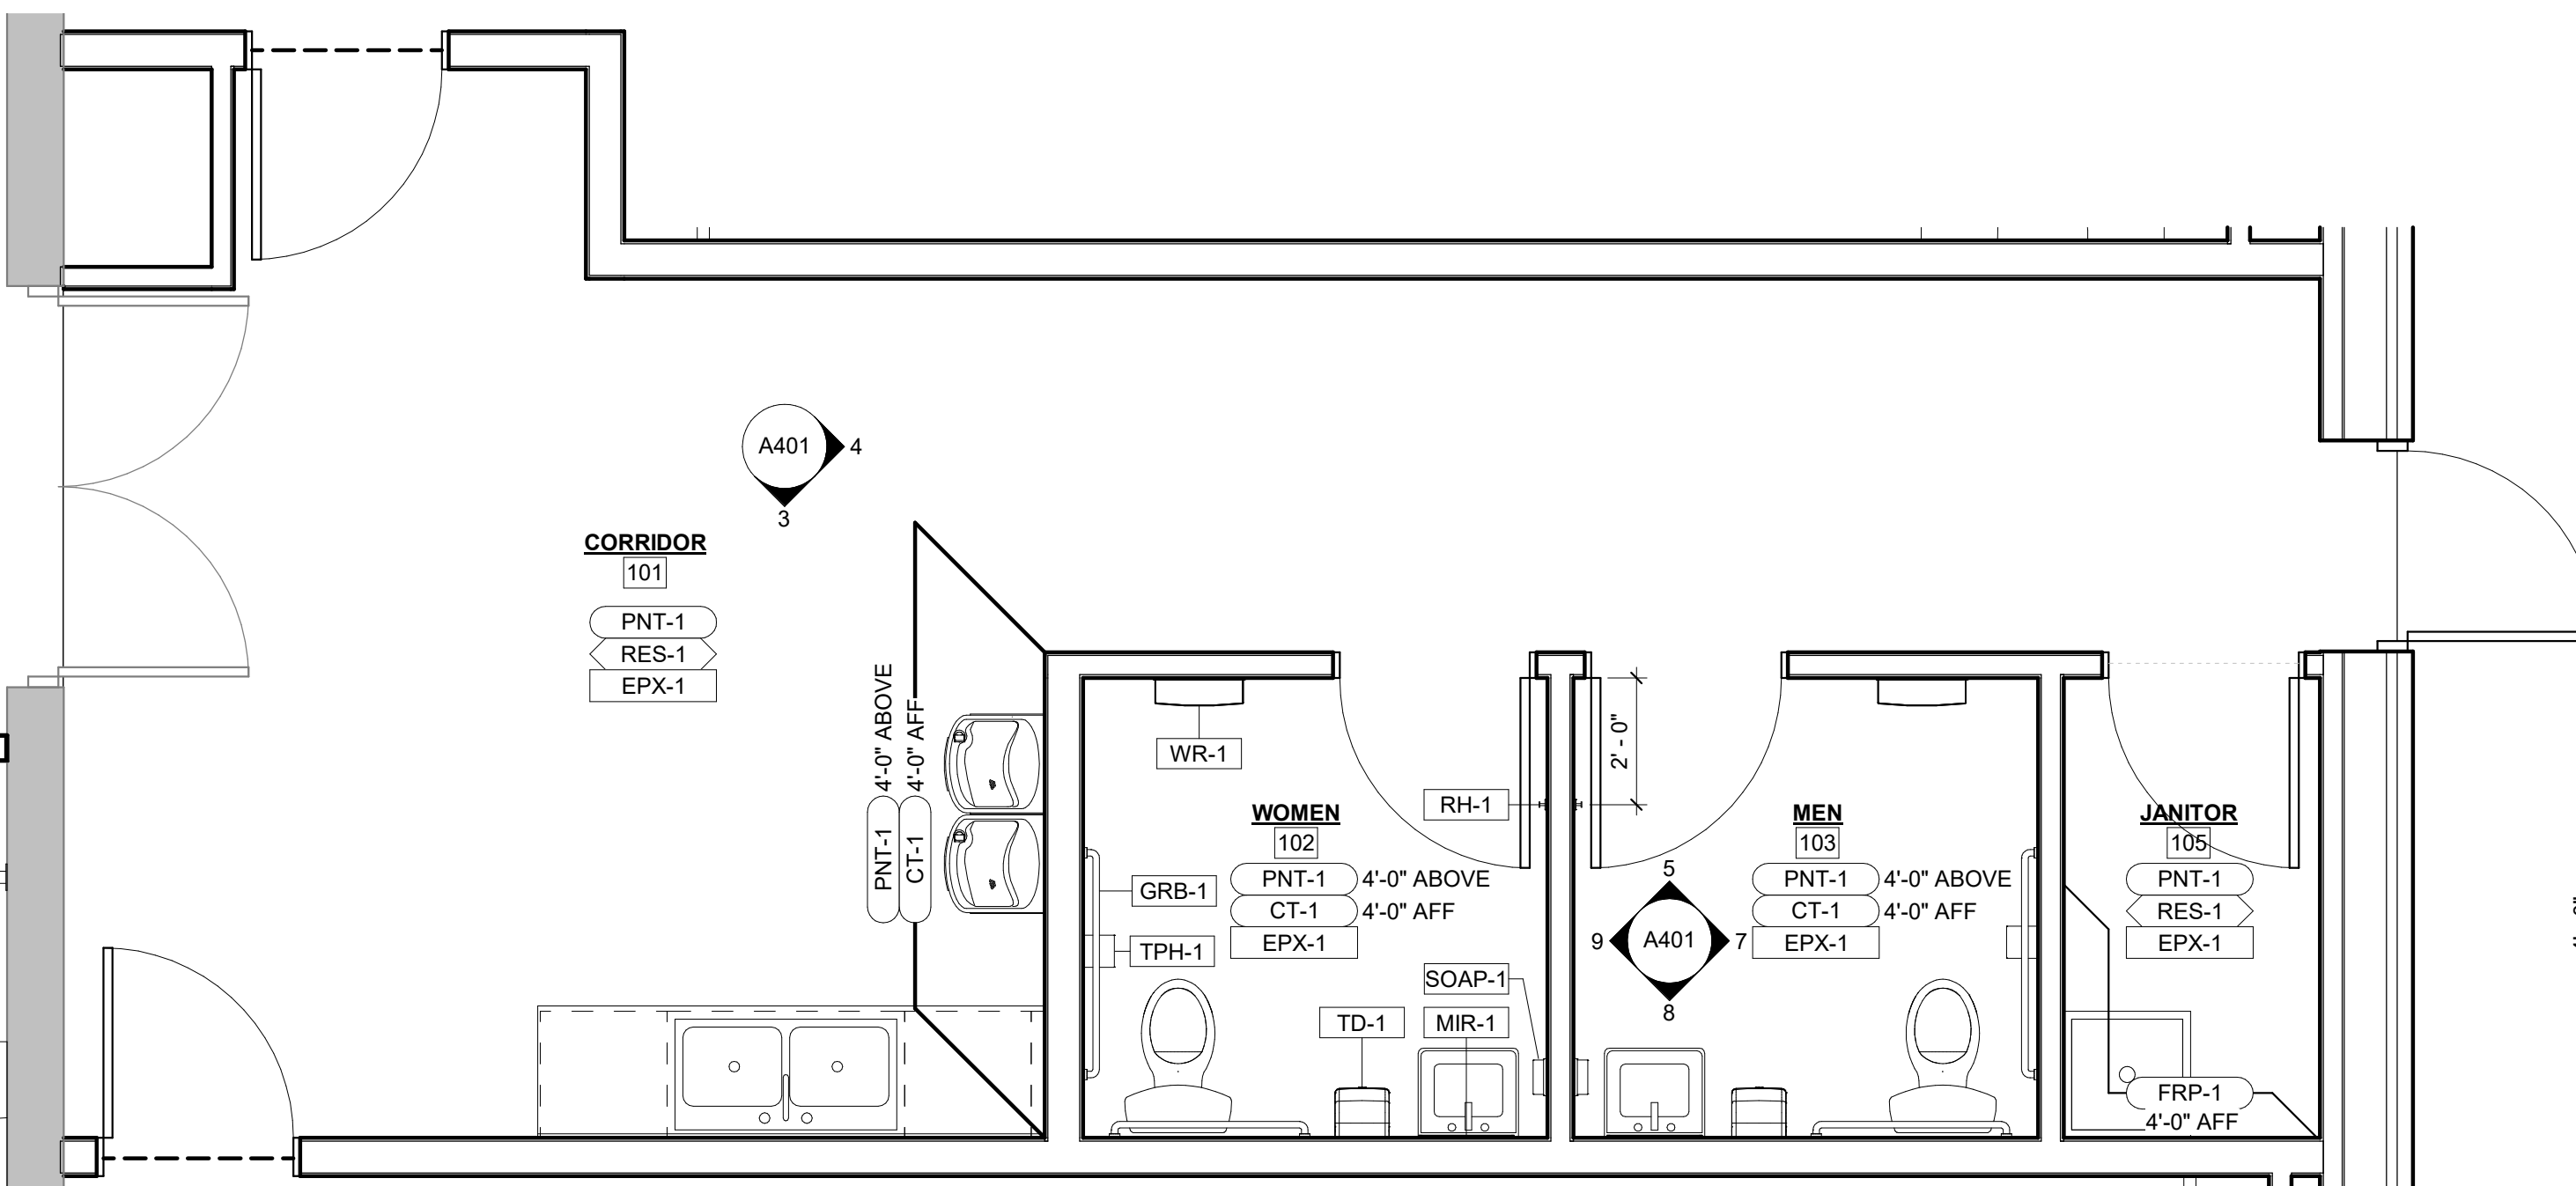 A401
4
3
CORRIDOR
101
PNT-1
RES-1
EPX-1
PNT-1 4'-0" ABOVE
CT-1 4'-0" AFF
WR-1
2' - 0"
RH-1
WOMEN
102
PNT-1 4'-0" ABOVE
CT-1 4'-0" AFF
EPX-1
GRB-1
TPH-1
SOAP-1
TD-1
MIR-1
MEN
103
PNT-1 4'-0" ABOVE
CT-1 4'-0" AFF
EPX-1
5
9 A401 7
8
JANITOR
105
PNT-1
RES-1
EPX-1
FRP-1
4'-0" AFF